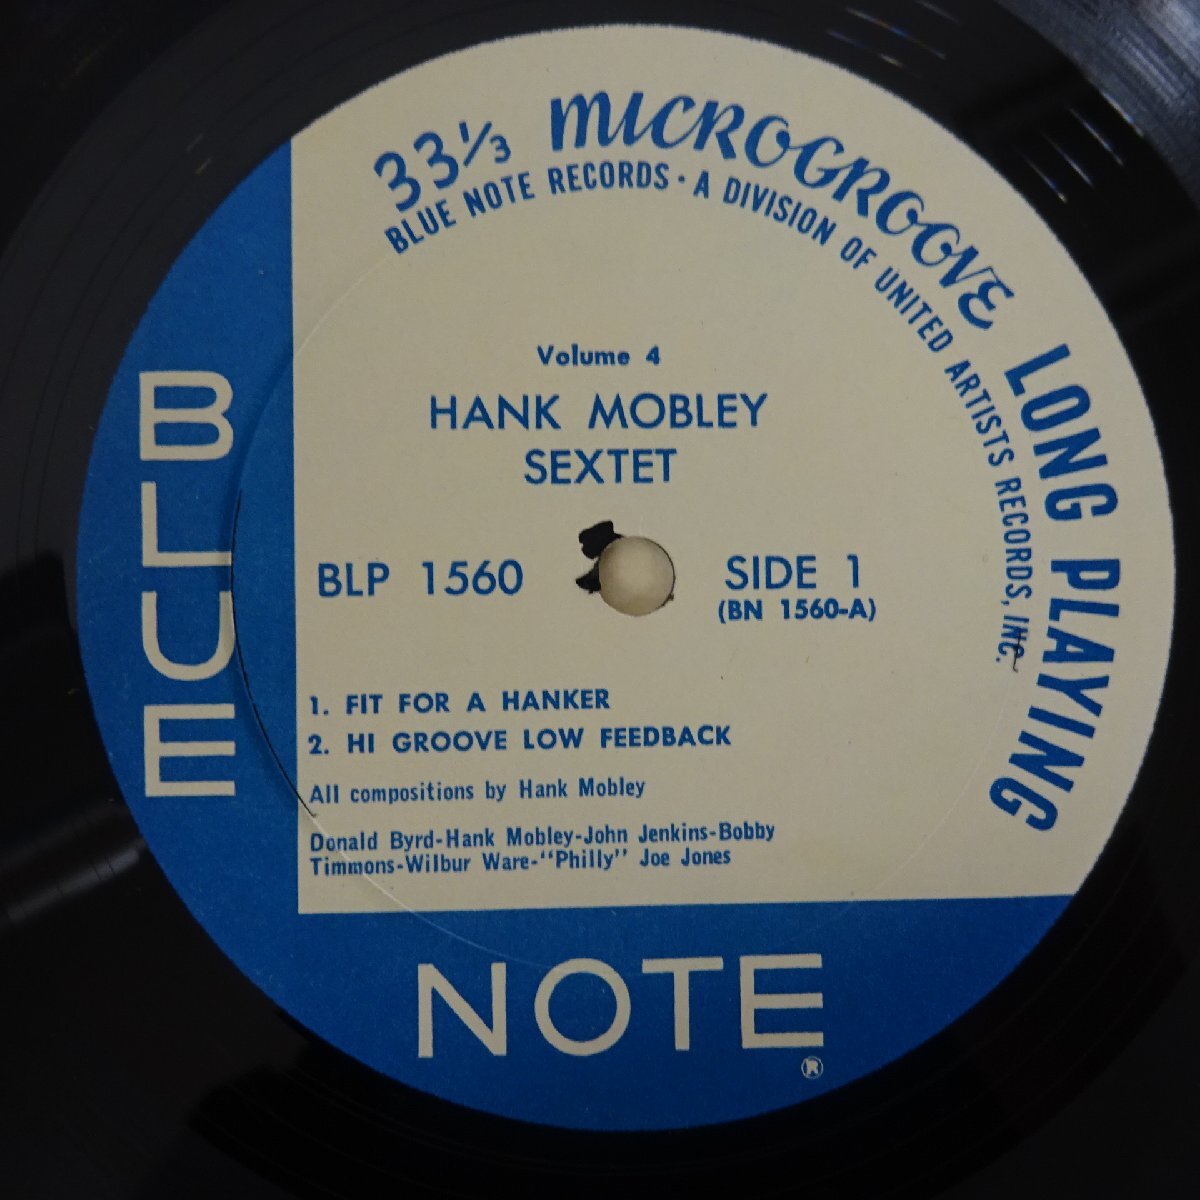 33⅓ MICROGROOVE LONG PLAYING
BLUE NOTE RECORDS · A DIVISION OF UNITED ARTISTS RECORDS, INC.
Volume 4
HANK MOBLEY
SEXTET
BLP 1560
SIDE 1
(BN 1560-A)
1. FIT FOR A HANKER
2. HI GROOVE LOW FEEDBACK
All compositions by Hank Mobley
Donald Byrd-Hank Mobley-John Jenkins-Bobby
Timmons-Wilbur Ware-"Philly" Joe Jones
BLUE
NOTE
®